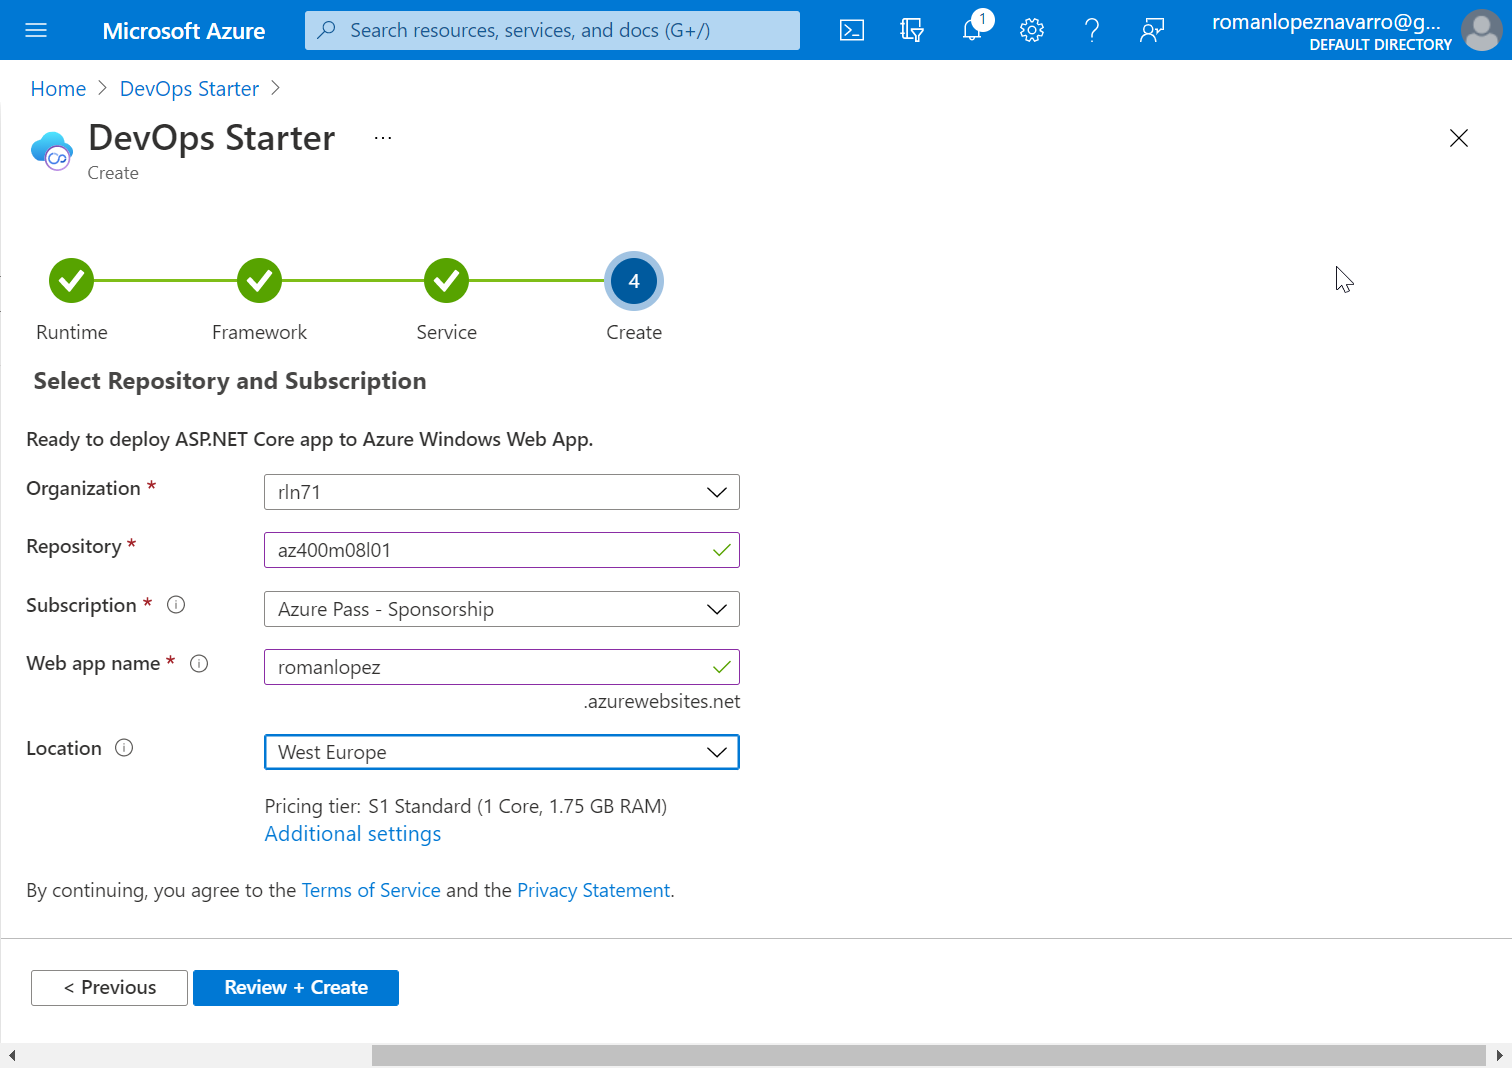 Microsoft Azure
Search resources, services, and docs (G+/)
1
romanlopeznavarro@g...
DEFAULT DIRECTORY
Home > DevOps Starter >
DevOps Starter ...
Create
4
Runtime Framework Service Create
Select Repository and Subscription
Ready to deploy ASP.NET Core app to Azure Windows Web App.
Organization * rln71
Repository * az400m08l01
Subscription * Azure Pass - Sponsorship
Web app name * romanlopez
.azurewebsites.net
Location West Europe
Pricing tier: S1 Standard (1 Core, 1.75 GB RAM)
Additional settings
By continuing, you agree to the Terms of Service and the Privacy Statement.
< Previous Review + Create